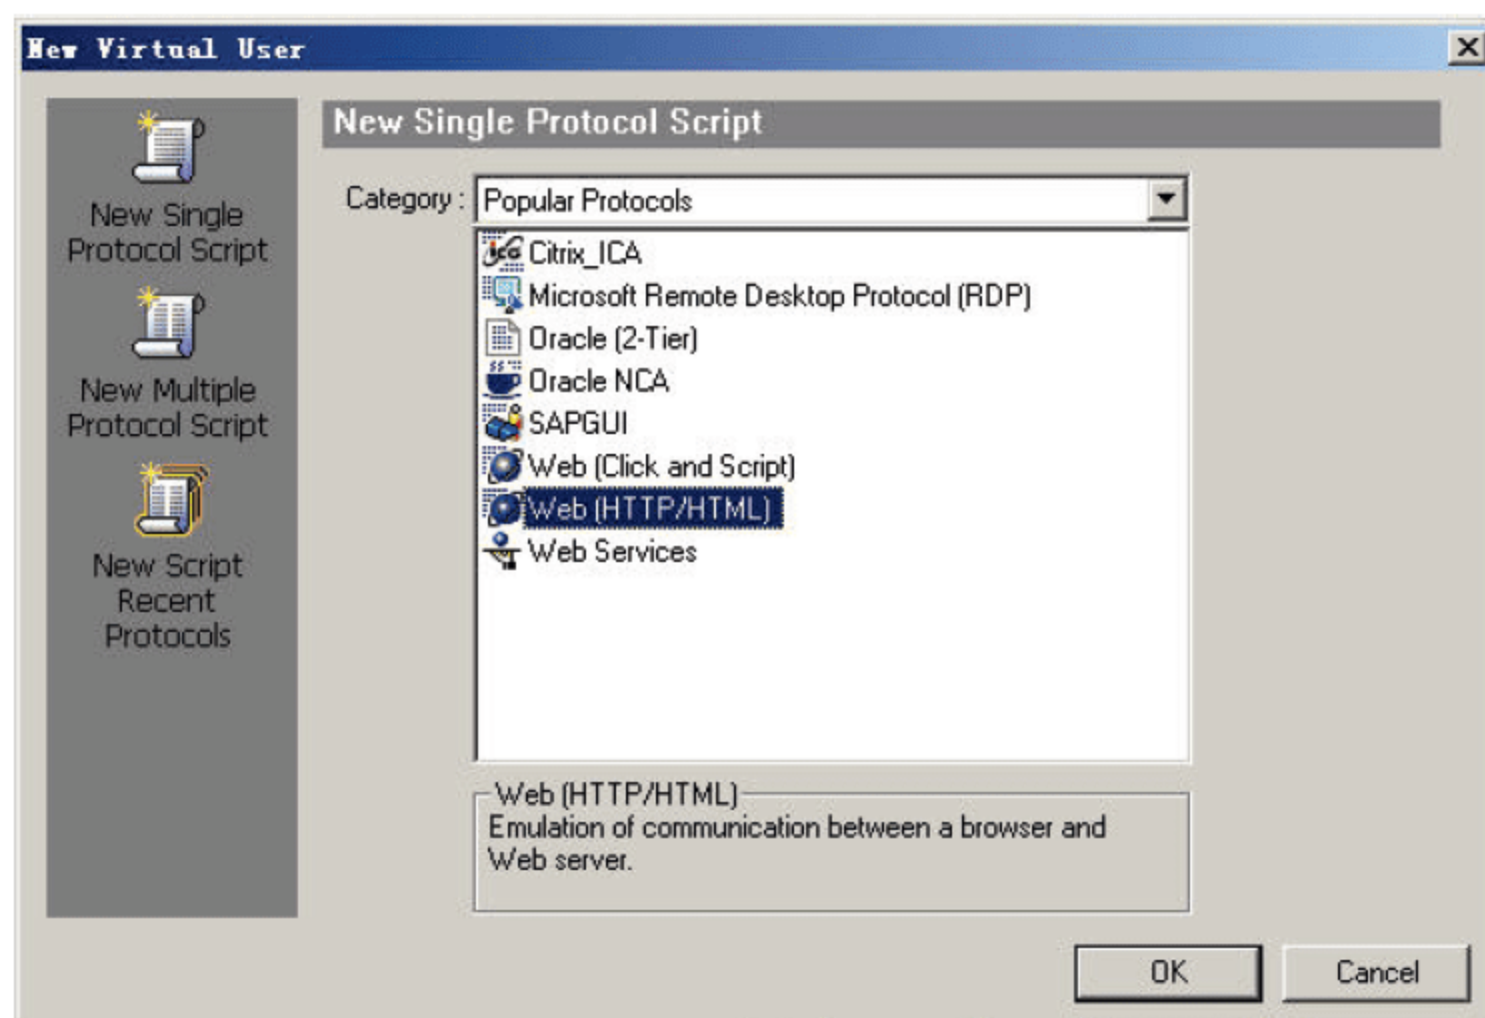 New Virtual User
New Single
Protocol Script
New Multiple
Protocol Script
New Script
Recent
Protocols
New Single Protocol Script
Category : Popular Protocols
Citrix_ICA
Microsoft Remote Desktop Protocol (RDP)
Oracle (2-Tier)
Oracle NCA
SAPGUI
Web (Click and Script)
Web (HTTP/HTML)
Web Services
Web (HTTP/HTML)
Emulation of communication between a browser and
Web server.
OK Cancel